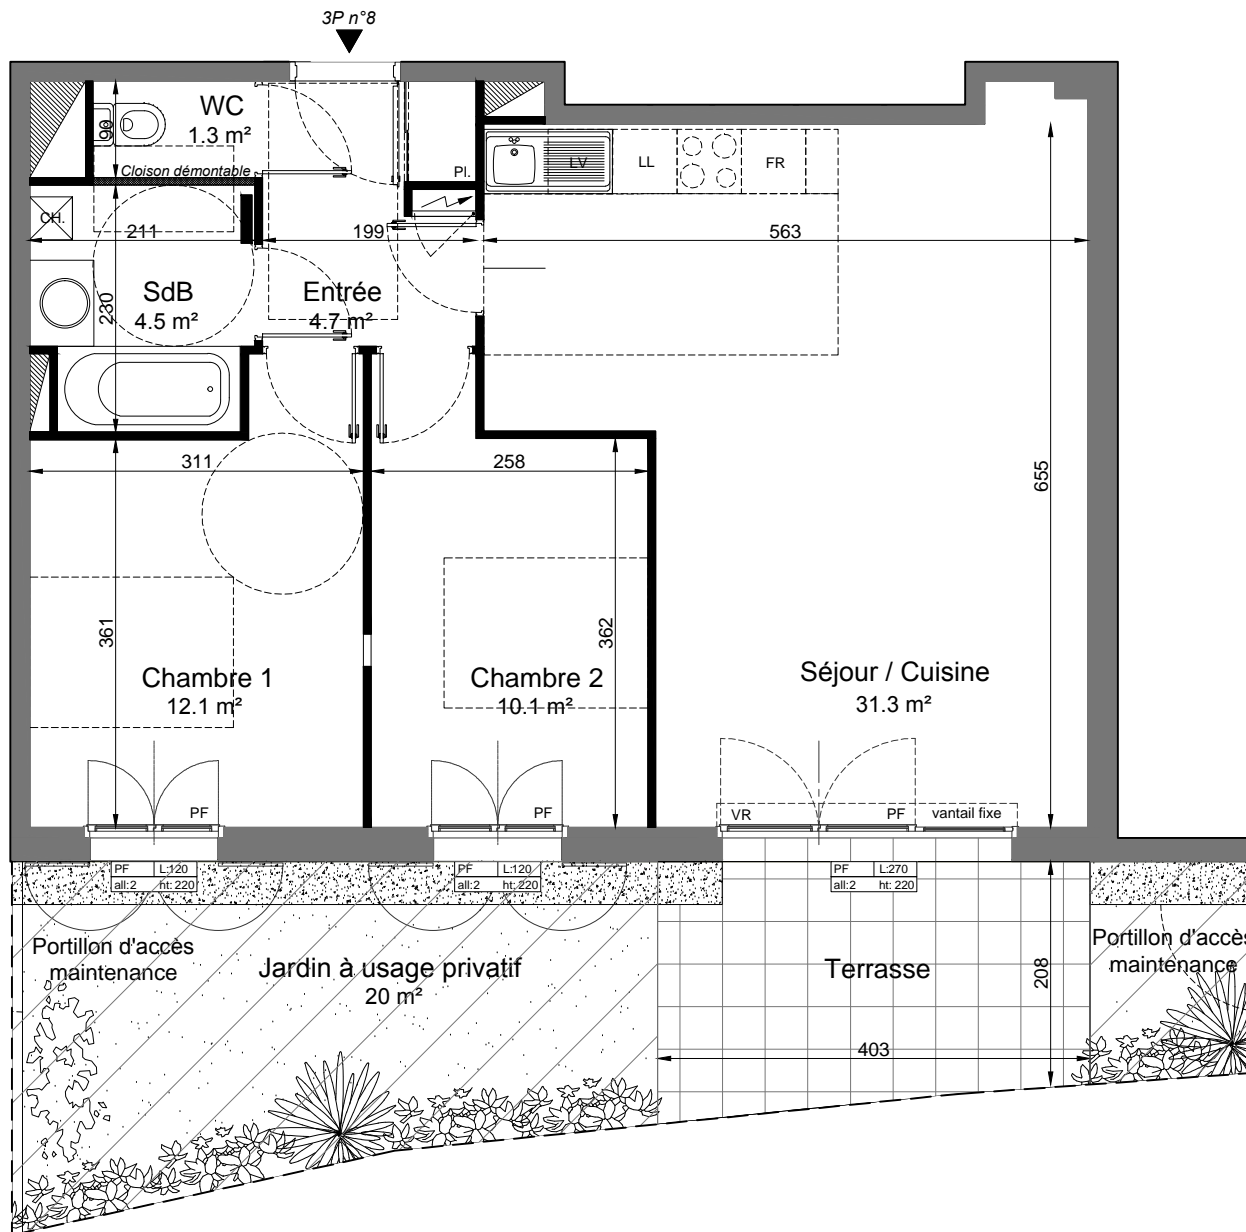 3P n°8
WC
1.3 m²
90
Cloison démontable
Pl.
LV
LL
FR
CH.
211
199
563
SdB
4.5 m²
230
Entrée
4.7 m²
311
258
655
361
362
Chambre 1
12.1 m²
Chambre 2
10.1 m²
Séjour / Cuisine
31.3 m²
PF
PF
VR
PF
vantail fixe
PF L:120
all:2 ht: 220
PF L:120
all:2 ht: 220
PF L:270
all:2 ht: 220
Portillon d'accès
maintenance
Jardin à usage privatif
20 m²
Terrasse
208
403
Portillon d'accès
maintenance